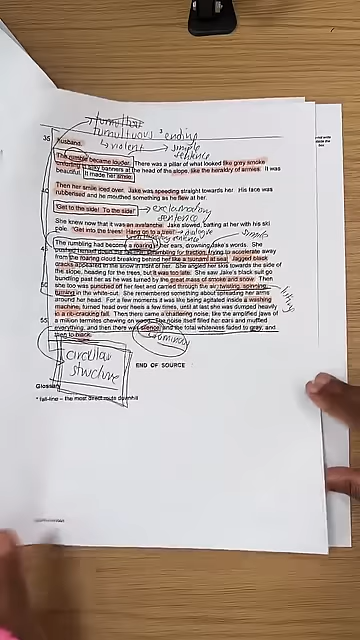 tumultuous ending
violent → simple sentence
35 husband.
The rumble became louder. There was a pillar of what looked like grey smoke
unfurling in silky banners at the head of the slope, like the heraldry of armies. It was
beautiful. It made her smile.
Then her smile iced over. Jake was speeding straight towards her. His face was
rubberised and he mouthed something as he flew at her.
40 'Get to the side! To the side!' → exclamatory sentence
She knew now that it was an avalanche. Jake slowed, batting at her with his ski
pole. 'Get into the trees! Hang on to a tree!' → dialogue
The rumbling had become a roaring in her ears, drowning Jake's words. She
pushed herself down the scrambling for traction, trying to accelerate away
from the roaring cloud breaking behind her like a tsunami at sea. Jagged black
cracks appeared in the snow in front of her. She angled her skis towards the side of
the slope, heading for the trees, but it was too late. She saw Jake's black suit go
bundling past her as he was turned by the great mass of smoke and snow. Then
she too was punched off her feet and carried through the air, twisting, spinning,
turning in the white-out. She remembered something about spreading her arms
around her head. For a few moments it was like being agitated inside a washing
machine, turned head over heels a few times, until at last she was dumped heavily
in a rib-cracking fall. Then there came a chattering noise, like the amplified jaws of
a million termites chewing on wood. The noise itself filled her ears and muffled
55 everything, and then there was silence, and the total whiteness faded to grey, and
then to black.
circular structure
END OF SOURCE
Glossary
* fall-line – the most direct route downhill